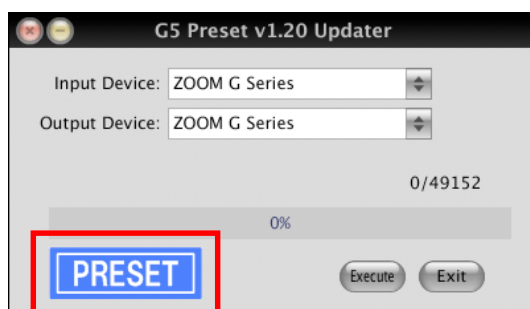 G5 Preset v1.20 Updater
Input Device: ZOOM G Series
Output Device: ZOOM G Series
0/49152
0%
PRESET Execute Exit